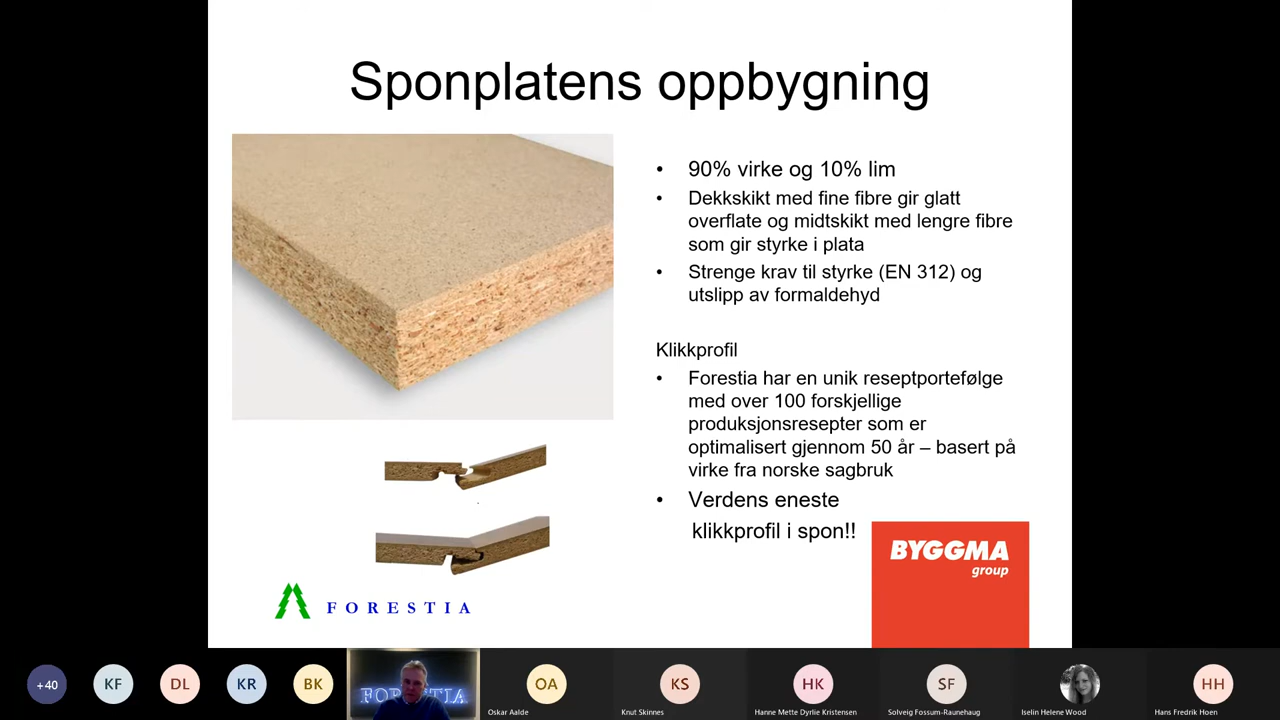 Sponplatens oppbygning
• 90% virke og 10% lim
• Dekkskikt med fine fibre gir glatt
overflate og midtskikt med lengre fibre
som gir styrke i plata
• Strenge krav til styrke (EN 312) og
utslipp av formaldehyd
Klikkprofil
• Forestia har en unik reseptportefølge
med over 100 forskjellige
produksjonsresepter som er
optimalisert gjennom 50 år – basert på
virke fra norske sagbruk
• Verdens eneste
klikkprofil i spon!!
BYGGMA
group
FORESTIA
+40
KF
DL
KR
BK
FORESTIA
OA
Oskar Aalde
KS
Knut Skinnes
HK
Hanne Mette Dyrlie Kristensen
SF
Solveig Fossum-Raunehaug
Iselin Helene Wood
HH
Hans Fredrik Hoen